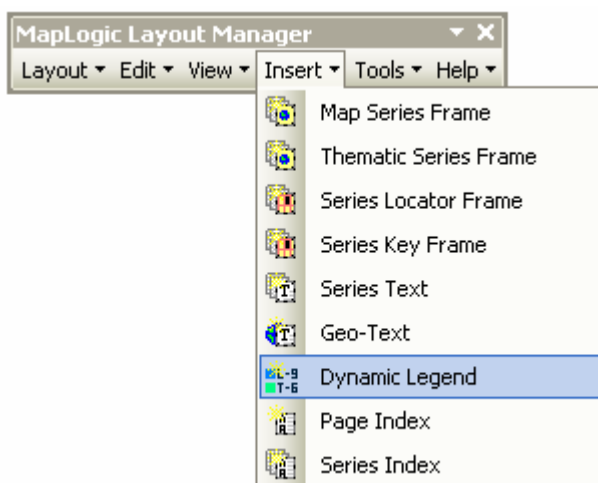 MapLogic Layout Manager
Layout Edit View Insert Tools Help
Map Series Frame
Thematic Series Frame
Series Locator Frame
Series Key Frame
Series Text
Geo-Text
Dynamic Legend
Page Index
Series Index